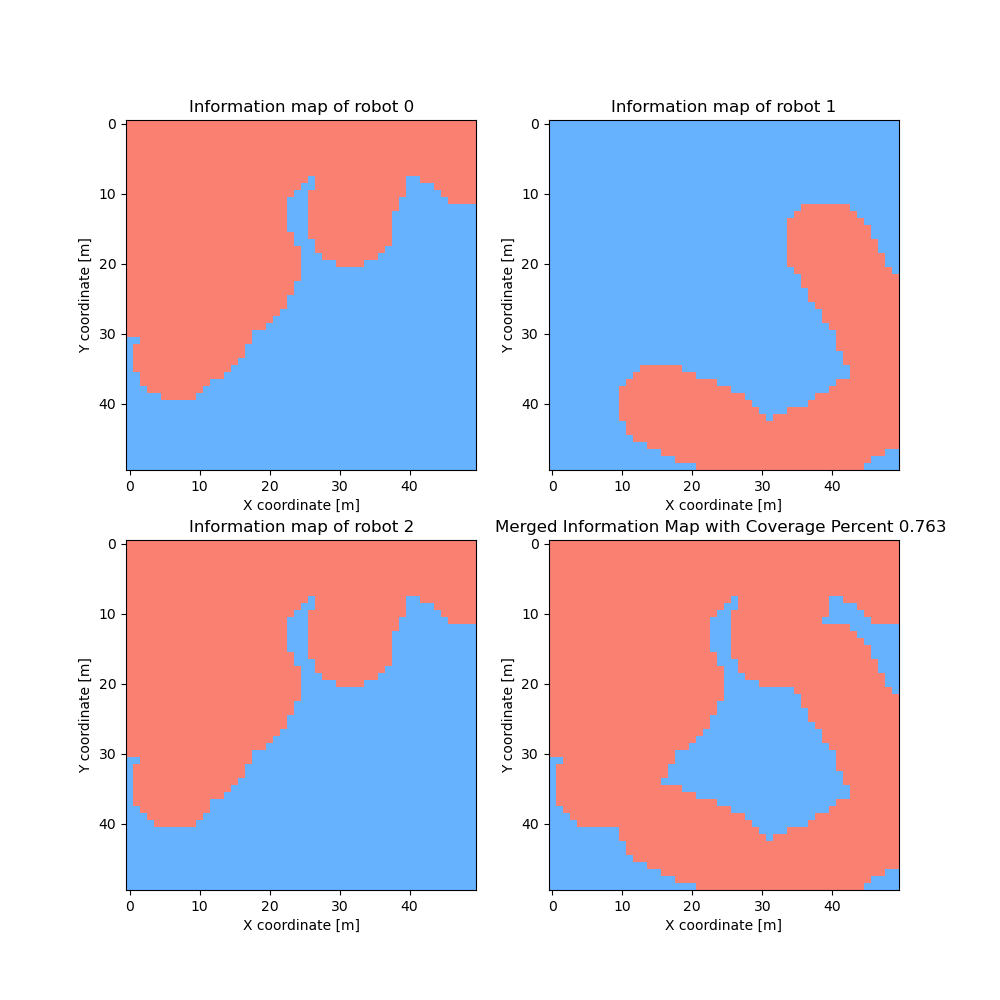 Information map of robot 0
0
10
20
30
40
Y coordinate [m]
0 10 20 30 40
X coordinate [m]
Information map of robot 1
0
10
20
30
40
Y coordinate [m]
0 10 20 30 40
X coordinate [m]
Information map of robot 2
0
10
20
30
40
Y coordinate [m]
0 10 20 30 40
X coordinate [m]
Merged Information Map with Coverage Percent 0.763
0
10
20
30
40
Y coordinate [m]
0 10 20 30 40
X coordinate [m]